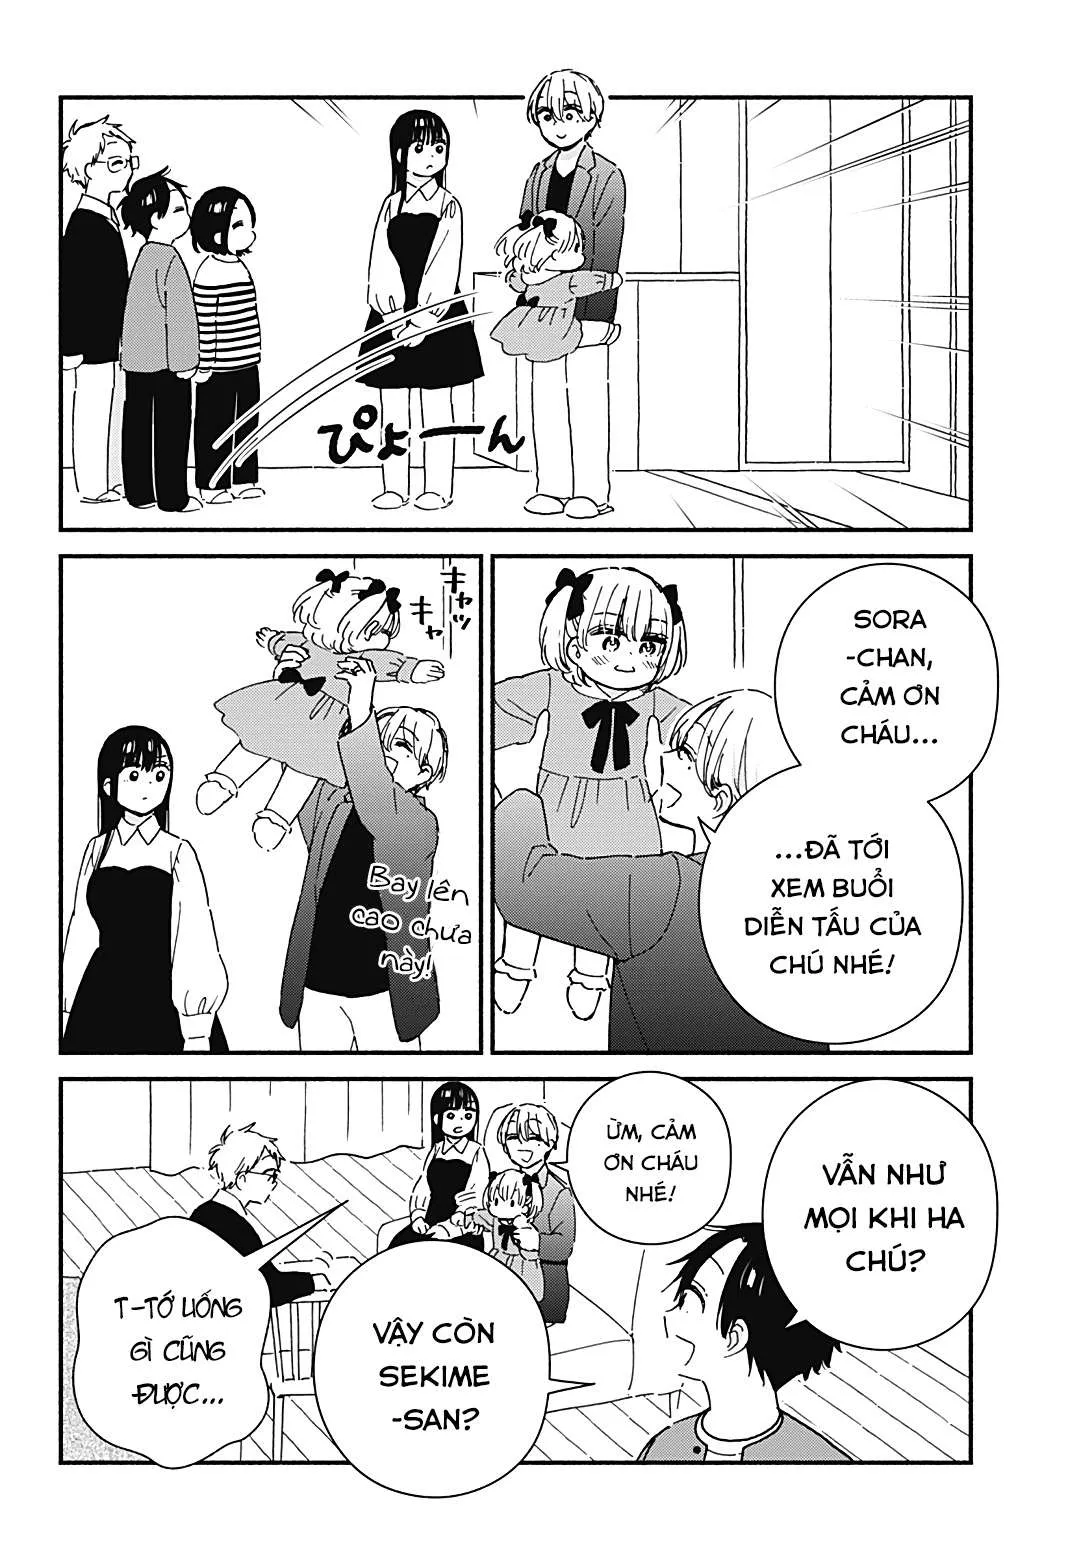 ぴょーん
SORA
-CHAN,
CẢM ƠN
CHÁU...
...ĐÃ TỚI
XEM BUỔI
DIỄN TẤU CỦA
CHÚ NHÉ!
キャッ
キャ
Bay lên
cao chưa
này!
VẪN NHƯ
MỌI KHI HA
CHÚ?
ỪM, CẢM
ƠN CHÁU
NHÉ!
VẬY CÒN
SEKIME
-SAN?
T-TỚ UỐNG
GÌ CŨNG
ĐƯỢC...